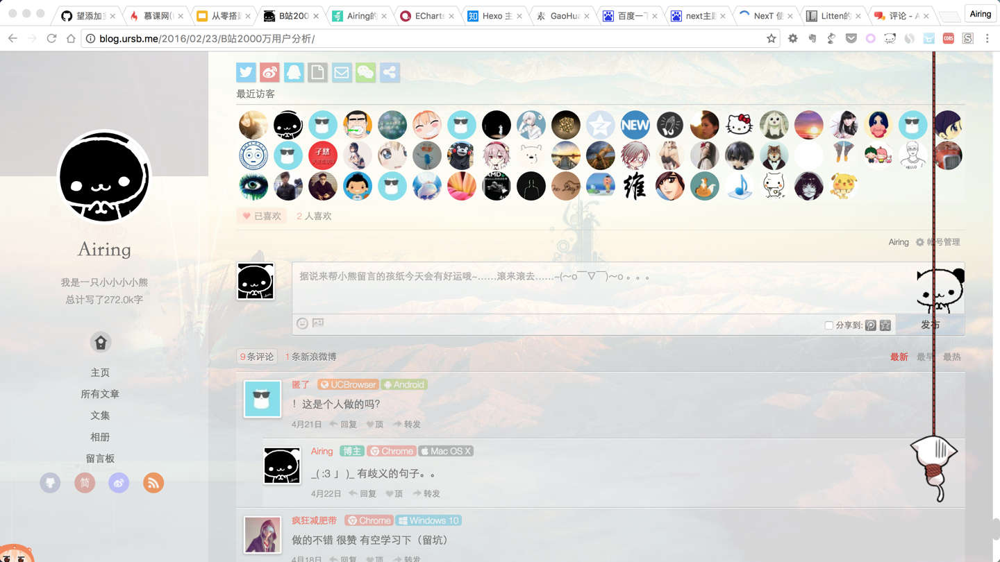 望添加多
慕课网(I
从零搭建
B站200
Airing的
EChart
Hexo 主
GaoHua
百度一下
next主题
NexT 使
Litten的
评论 - A
Airing
blog.ursb.me/2016/02/23/B站2000万用户分析/
最近访客
NEW
子慹
HELLO
AMD
BULLDOZER
维
已喜欢 2 人喜欢
Airing 帐号管理
Airing
我是一只小小小小熊
总计写了272.0k字
据说来帮小熊留言的孩纸今天会有好运哦~……滚来滚去……~(～o￣▽￣)～o 。。。
分享到: 发布
主页
所有文章
文集
相册
留言板
简
9条评论 1条新浪微博 最新 最早 最热
匿了 UCBrowser Android
！这是个人做的吗?
4月21日 回复 顶 转发
Airing 博主 Chrome Mac OS X
_( :3 」)_ 有歧义的句子。。
4月22日 回复 顶 转发
疯狂减肥带 Chrome Windows 10
做的不错 很赞 有空学习下（留坑）
4月18日 回复 顶 转发